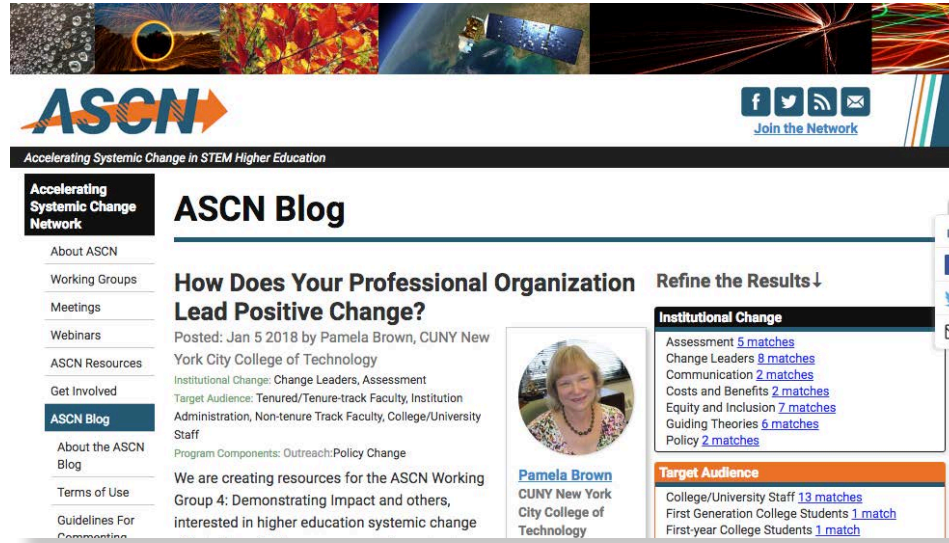 ASCN
f
Join the Network
Accelerating Systemic Change in STEM Higher Education
Accelerating
Systemic Change
Network
About ASCN
Working Groups
Meetings
Webinars
ASCN Resources
Get Involved
ASCN Blog
About the ASCN
Blog
Terms of Use
Guidelines For
Commenting
ASCN Blog
How Does Your Professional Organization
Lead Positive Change?
Posted: Jan 5 2018 by Pamela Brown, CUNY New
York City College of Technology
Institutional Change: Change Leaders, Assessment
Target Audience: Tenured/Tenure-track Faculty, Institution
Administration, Non-tenure Track Faculty, College/University
Staff
Program Components: Outreach:Policy Change
We are creating resources for the ASCN Working
Group 4: Demonstrating Impact and others,
interested in higher education systemic change
Pamela Brown
CUNY New York
City College of
Technology
Refine the Results↓
Institutional Change
Assessment 5 matches
Change Leaders 8 matches
Communication 2 matches
Costs and Benefits 2 matches
Equity and Inclusion 7 matches
Guiding Theories 6 matches
Policy 2 matches
Target Audience
College/University Staff 13 matches
First Generation College Students 1 match
First-year College Students 1 match